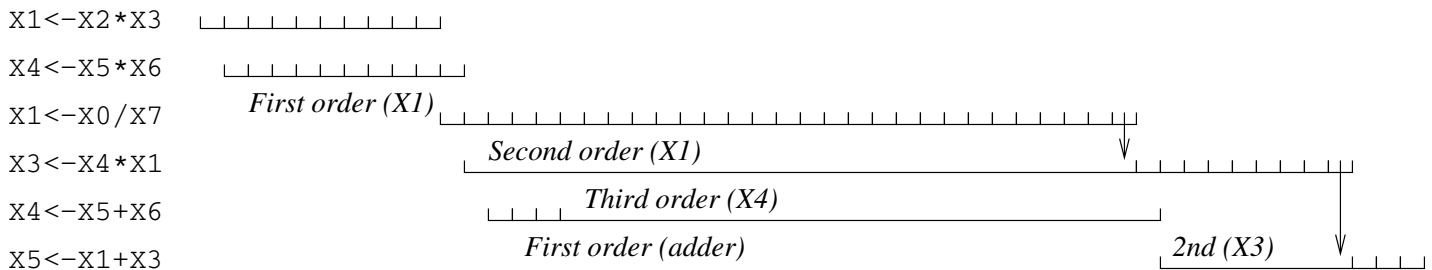 X1<-X2*X3
X4<-X5*X6
First order (X1)
X1<-X0/X7
Second order (X1)
X3<-X4*X1
Third order (X4)
X4<-X5+X6
First order (adder) 2nd (X3)
X5<-X1+X3